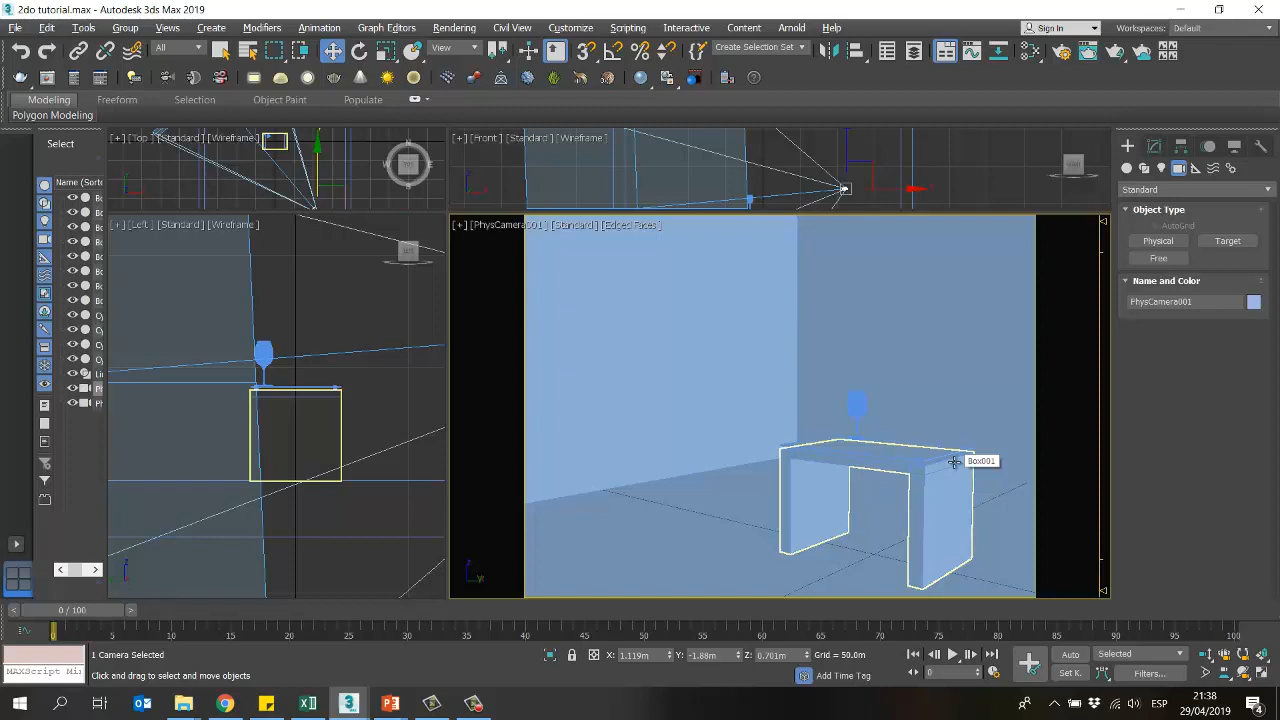 2do tutorial.max - Autodesk 3ds Max 2019
File Edit Tools Group Views Create Modifiers Animation Graph Editors Rendering Civil View Customize Scripting Interactive Content Arnold Help Sign In Workspaces: Default
All View Create Selection Set
Modeling Freeform Selection Object Paint Populate
Polygon Modeling
Select
Name (Sorte
[+] [Top ] [Standard ] [Wireframe ]
[+] [Front ] [Standard ] [Wireframe ]
[+] [Left ] [Standard ] [Wireframe ]
[+] [PhysCamera001 ] [Standard ] [Edged Faces ]
Box001
Standard
Object Type
AutoGrid
Physical Target
Free
Name and Color
PhysCamera001
0 / 100
0 5 10 15 20 25 30 35 40 45 50 55 60 65 70 75 80 85 90 95 100
1 Camera Selected
X: 1.119m Y: -1.88m Z: 0.701m Grid = 50.0m
Auto Selected
MAXScript Mi
Click and drag to select and move objects
Add Time Tag
0
Set K. Filters...
ESP
21:38
29/04/2019
4